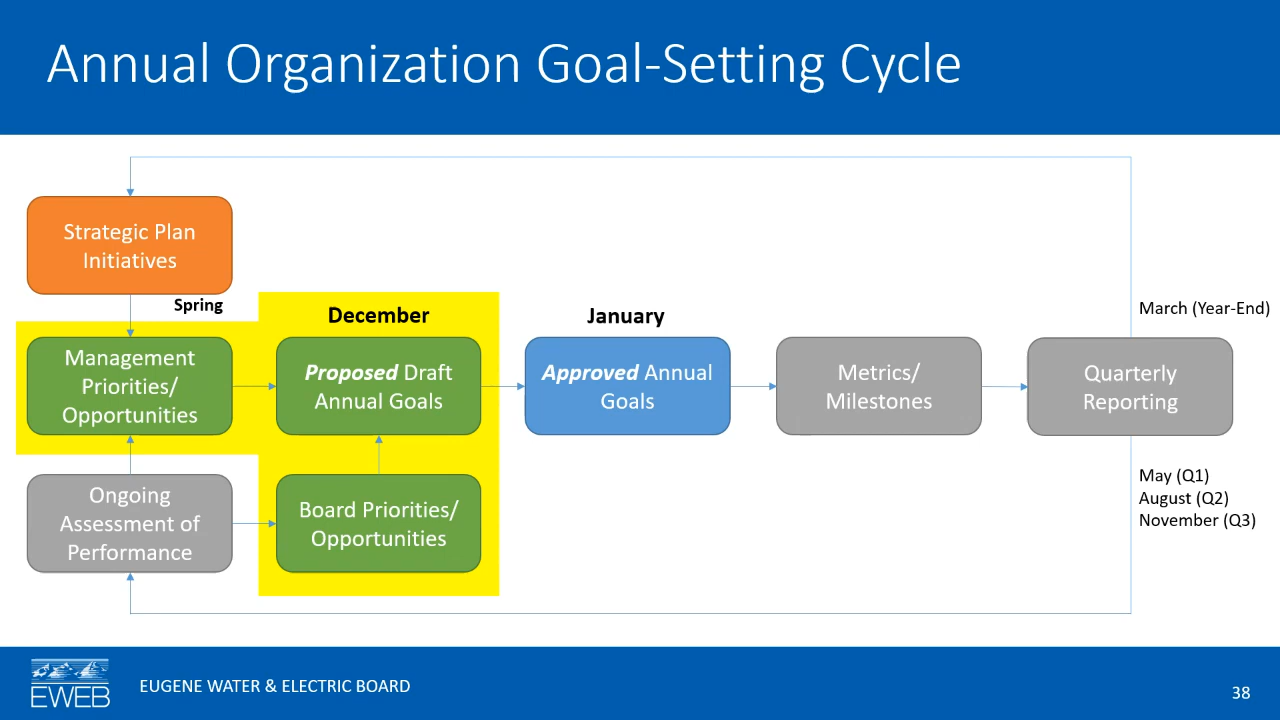 Annual Organization Goal-Setting Cycle
Strategic Plan
Initiatives
Spring
Management
Priorities/
Opportunities
Ongoing
Assessment of
Performance
December
Proposed Draft
Annual Goals
Board Priorities/
Opportunities
January
Approved Annual
Goals
Metrics/
Milestones
March (Year-End)
Quarterly
Reporting
May (Q1)
August (Q2)
November (Q3)
EWEB
EUGENE WATER & ELECTRIC BOARD
38